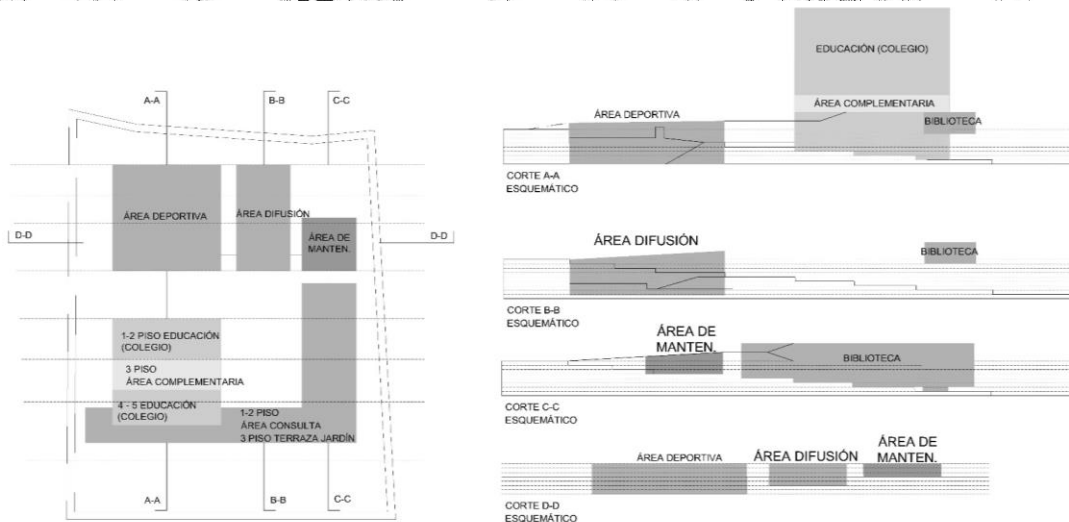 A-A
B-B
C-C
ÁREA DEPORTIVA
ÁREA DIFUSIÓN
D-D
ÁREA DE
MANTEN.
D-D
1-2 PISO EDUCACIÓN
(COLEGIO)
3 PISO
ÁREA COMPLEMENTARIA
4 - 5 EDUCACIÓN
(COLEGIO)
1-2 PISO
ÁREA CONSULTA
3 PISO TERRAZA JARDÍN
A-A
B-B
C-C
EDUCACIÓN (COLEGIO)
ÁREA COMPLEMENTARIA
ÁREA DEPORTIVA
BIBLIOTECA
CORTE A-A
ESQUEMÁTICO
ÁREA DIFUSIÓN
BIBLIOTECA
CORTE B-B
ESQUEMÁTICO
ÁREA DE
MANTEN.
BIBLIOTECA
CORTE C-C
ESQUEMÁTICO
ÁREA DEPORTIVA
ÁREA DIFUSIÓN
ÁREA DE
MANTEN.
CORTE D-D
ESQUEMÁTICO